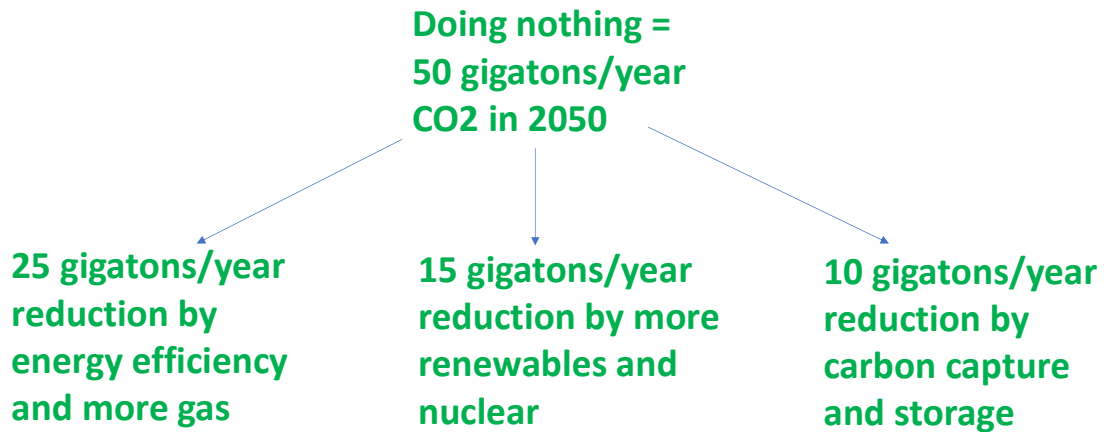 Doing nothing =
50 gigatons/year
CO2 in 2050
25 gigatons/year
reduction by
energy efficiency
and more gas
15 gigatons/year
reduction by more
renewables and
nuclear
10 gigatons/year
reduction by
carbon capture
and storage